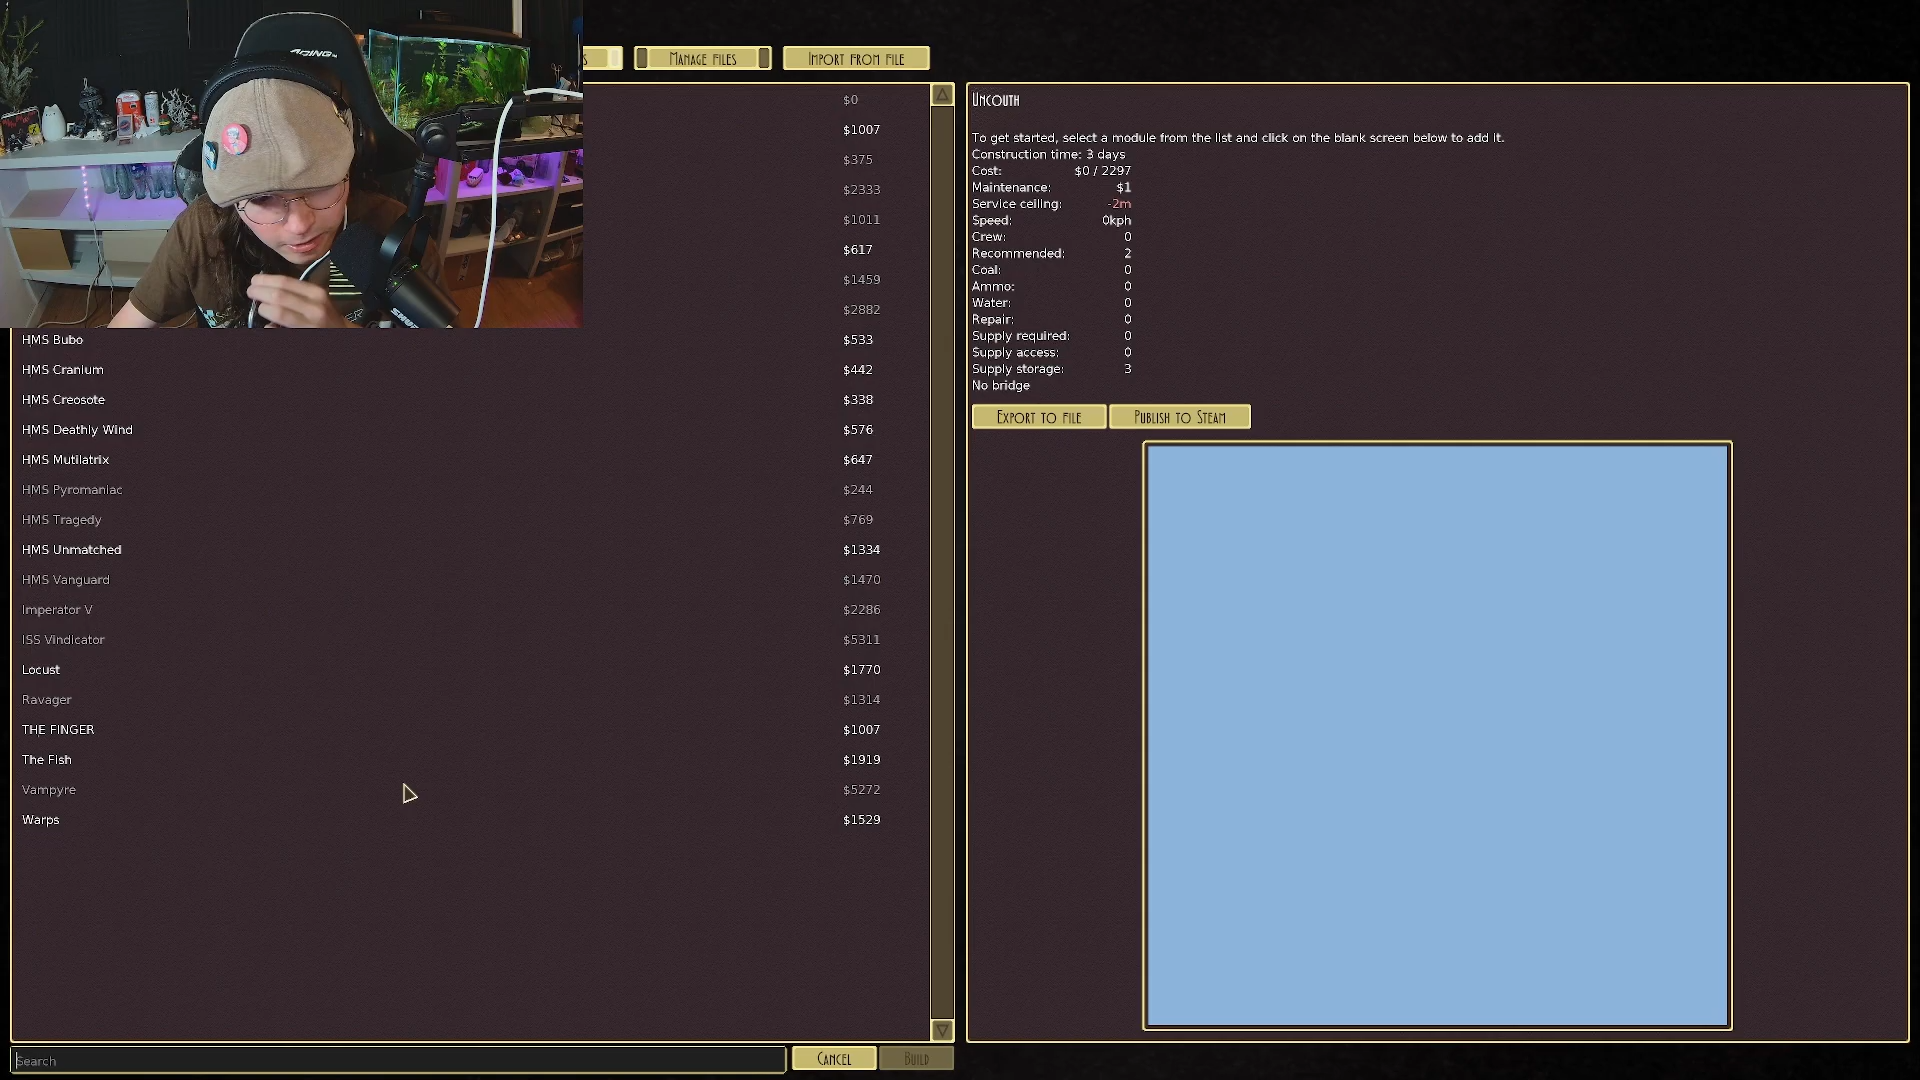 MANAGE FILES
IMPORT FROM FILE
$0
$1007
$375
$2333
$1011
$617
$1459
$2882
HMS Bubo $533
HMS Cranium $442
HMS Creosote $338
HMS Deathly Wind $576
HMS Mutilatrix $647
HMS Pyromaniac $244
HMS Tragedy $769
HMS Unmatched $1334
HMS Vanguard $1470
Imperator V $2286
ISS Vindicator $5311
Locust $1770
Ravager $1314
THE FINGER $1007
The Fish $1919
Vampyre $5272
Warps $1529
Search
CANCEL
BUILD
UNCOUTH
To get started, select a module from the list and click on the blank screen below to add it.
Construction time: 3 days
Cost: $0 / 2297
Maintenance: $1
Service ceiling: -2m
Speed: 0kph
Crew: 0
Recommended: 2
Coal: 0
Ammo: 0
Water: 0
Repair: 0
Supply required: 0
Supply access: 0
Supply storage: 3
No bridge
EXPORT TO FILE
PUBLISH TO STEAM